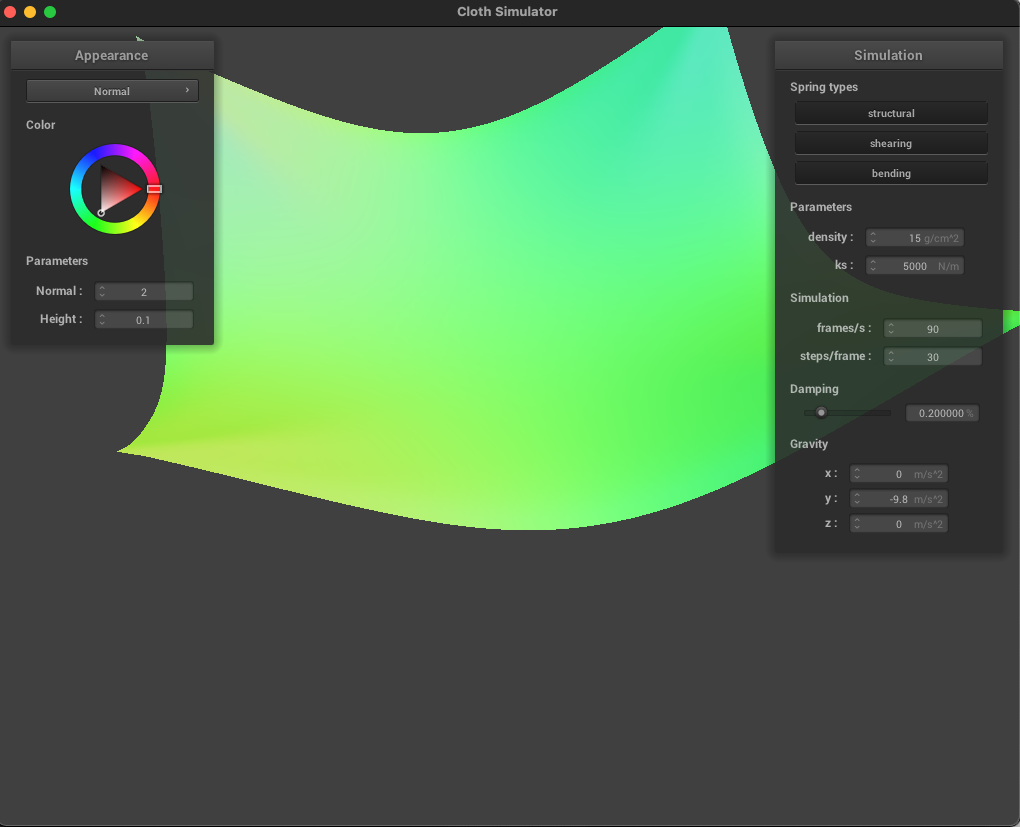 Cloth Simulator
Appearance
Normal ›
Color
Parameters
Normal : 2
Height : 0.1
Simulation
Spring types
structural
shearing
bending
Parameters
density : 15 g/cm^2
ks : 5000 N/m
Simulation
frames/s : 90
steps/frame : 30
Damping
0.200000 %
Gravity
x : 0 m/s^2
y : -9.8 m/s^2
z : 0 m/s^2